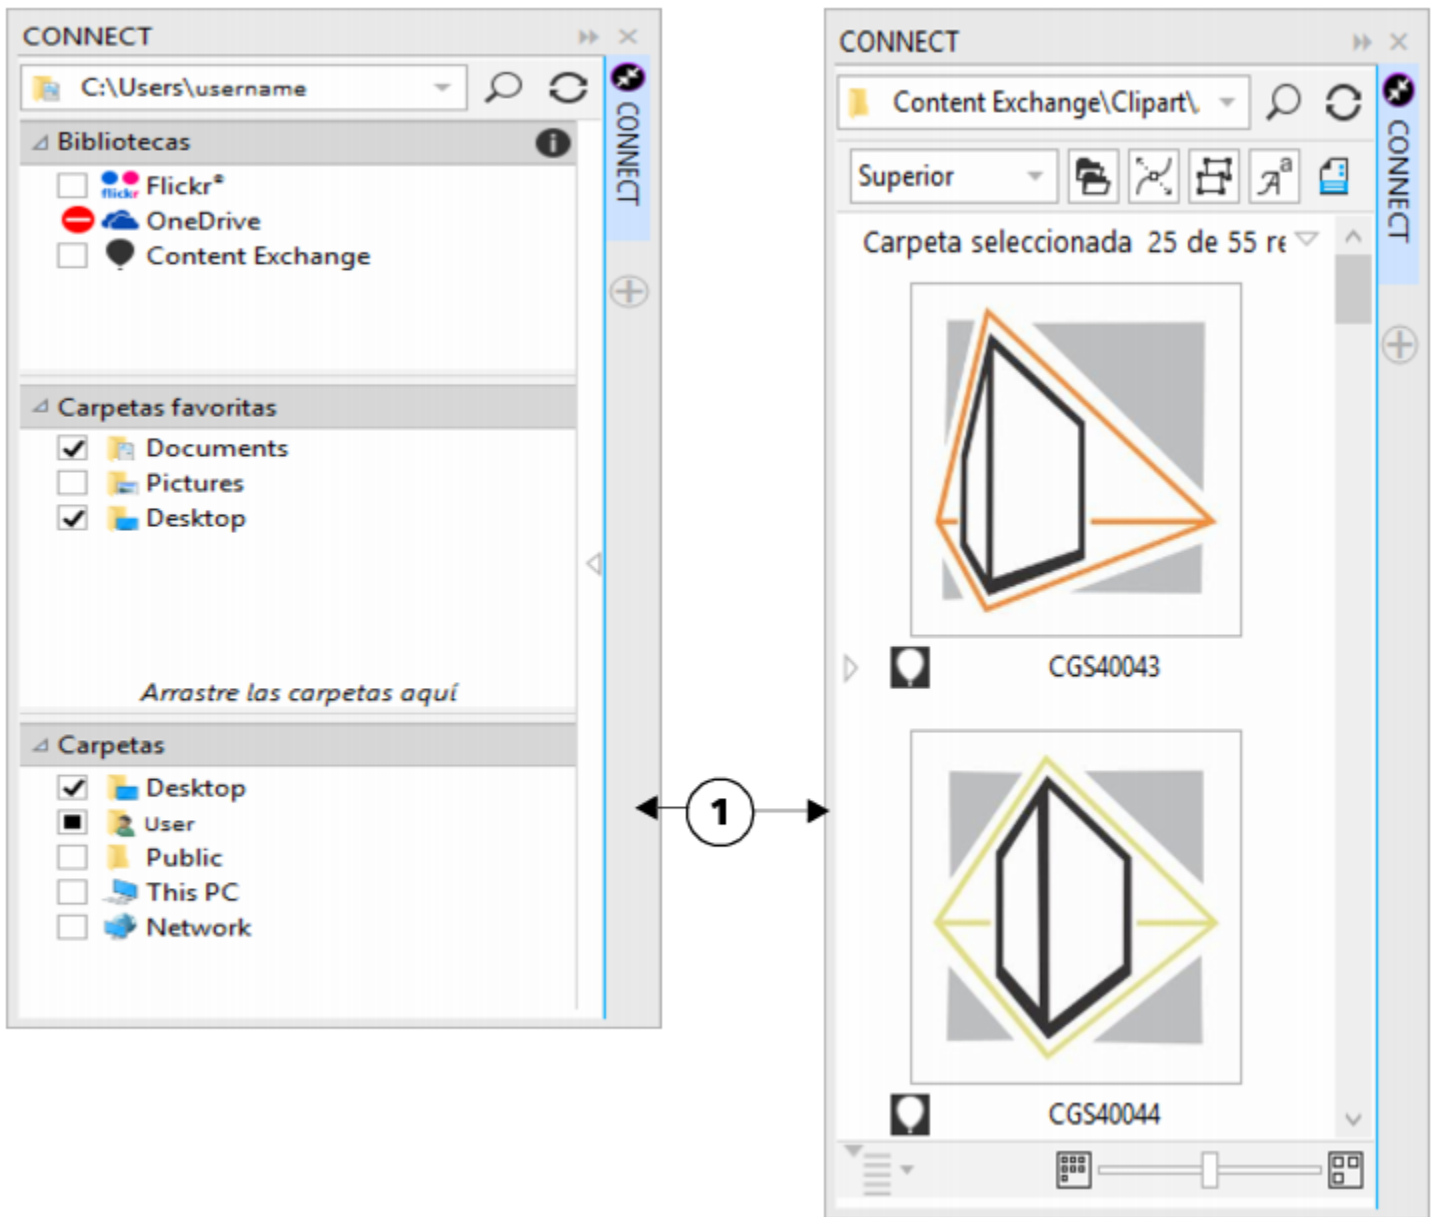 CONNECT
C:\Users\username
Bibliotecas
flickr Flickr®
OneDrive
Content Exchange
Carpetas favoritas
Documents
Pictures
Desktop
Arrastre las carpetas aquí
Carpetas
Desktop
User
Public
This PC
Network
CONNECT
1
CONNECT
Content Exchange\Clipart\.
Superior
Carpeta seleccionada 25 de 55 re
CGS40043
CGS40044
CONNECT